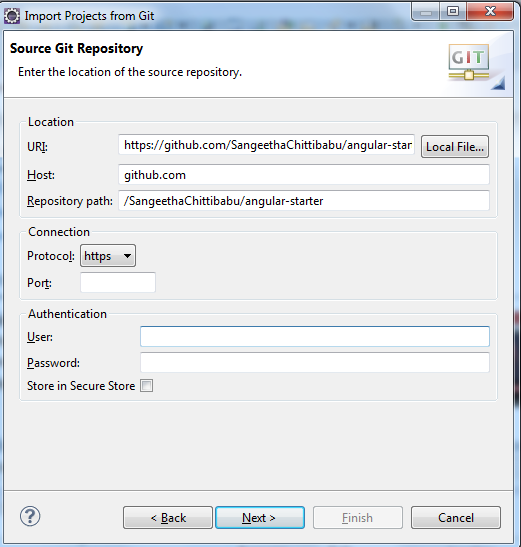 Import Projects from Git
Source Git Repository
Enter the location of the source repository.
GIT
Location
URI: https://github.com/SangeethaChittibabu/angular-star Local File...
Host: github.com
Repository path: /SangeethaChittibabu/angular-starter
Connection
Protocol: https
Port:
Authentication
User:
Password:
Store in Secure Store
? < Back Next > Finish Cancel